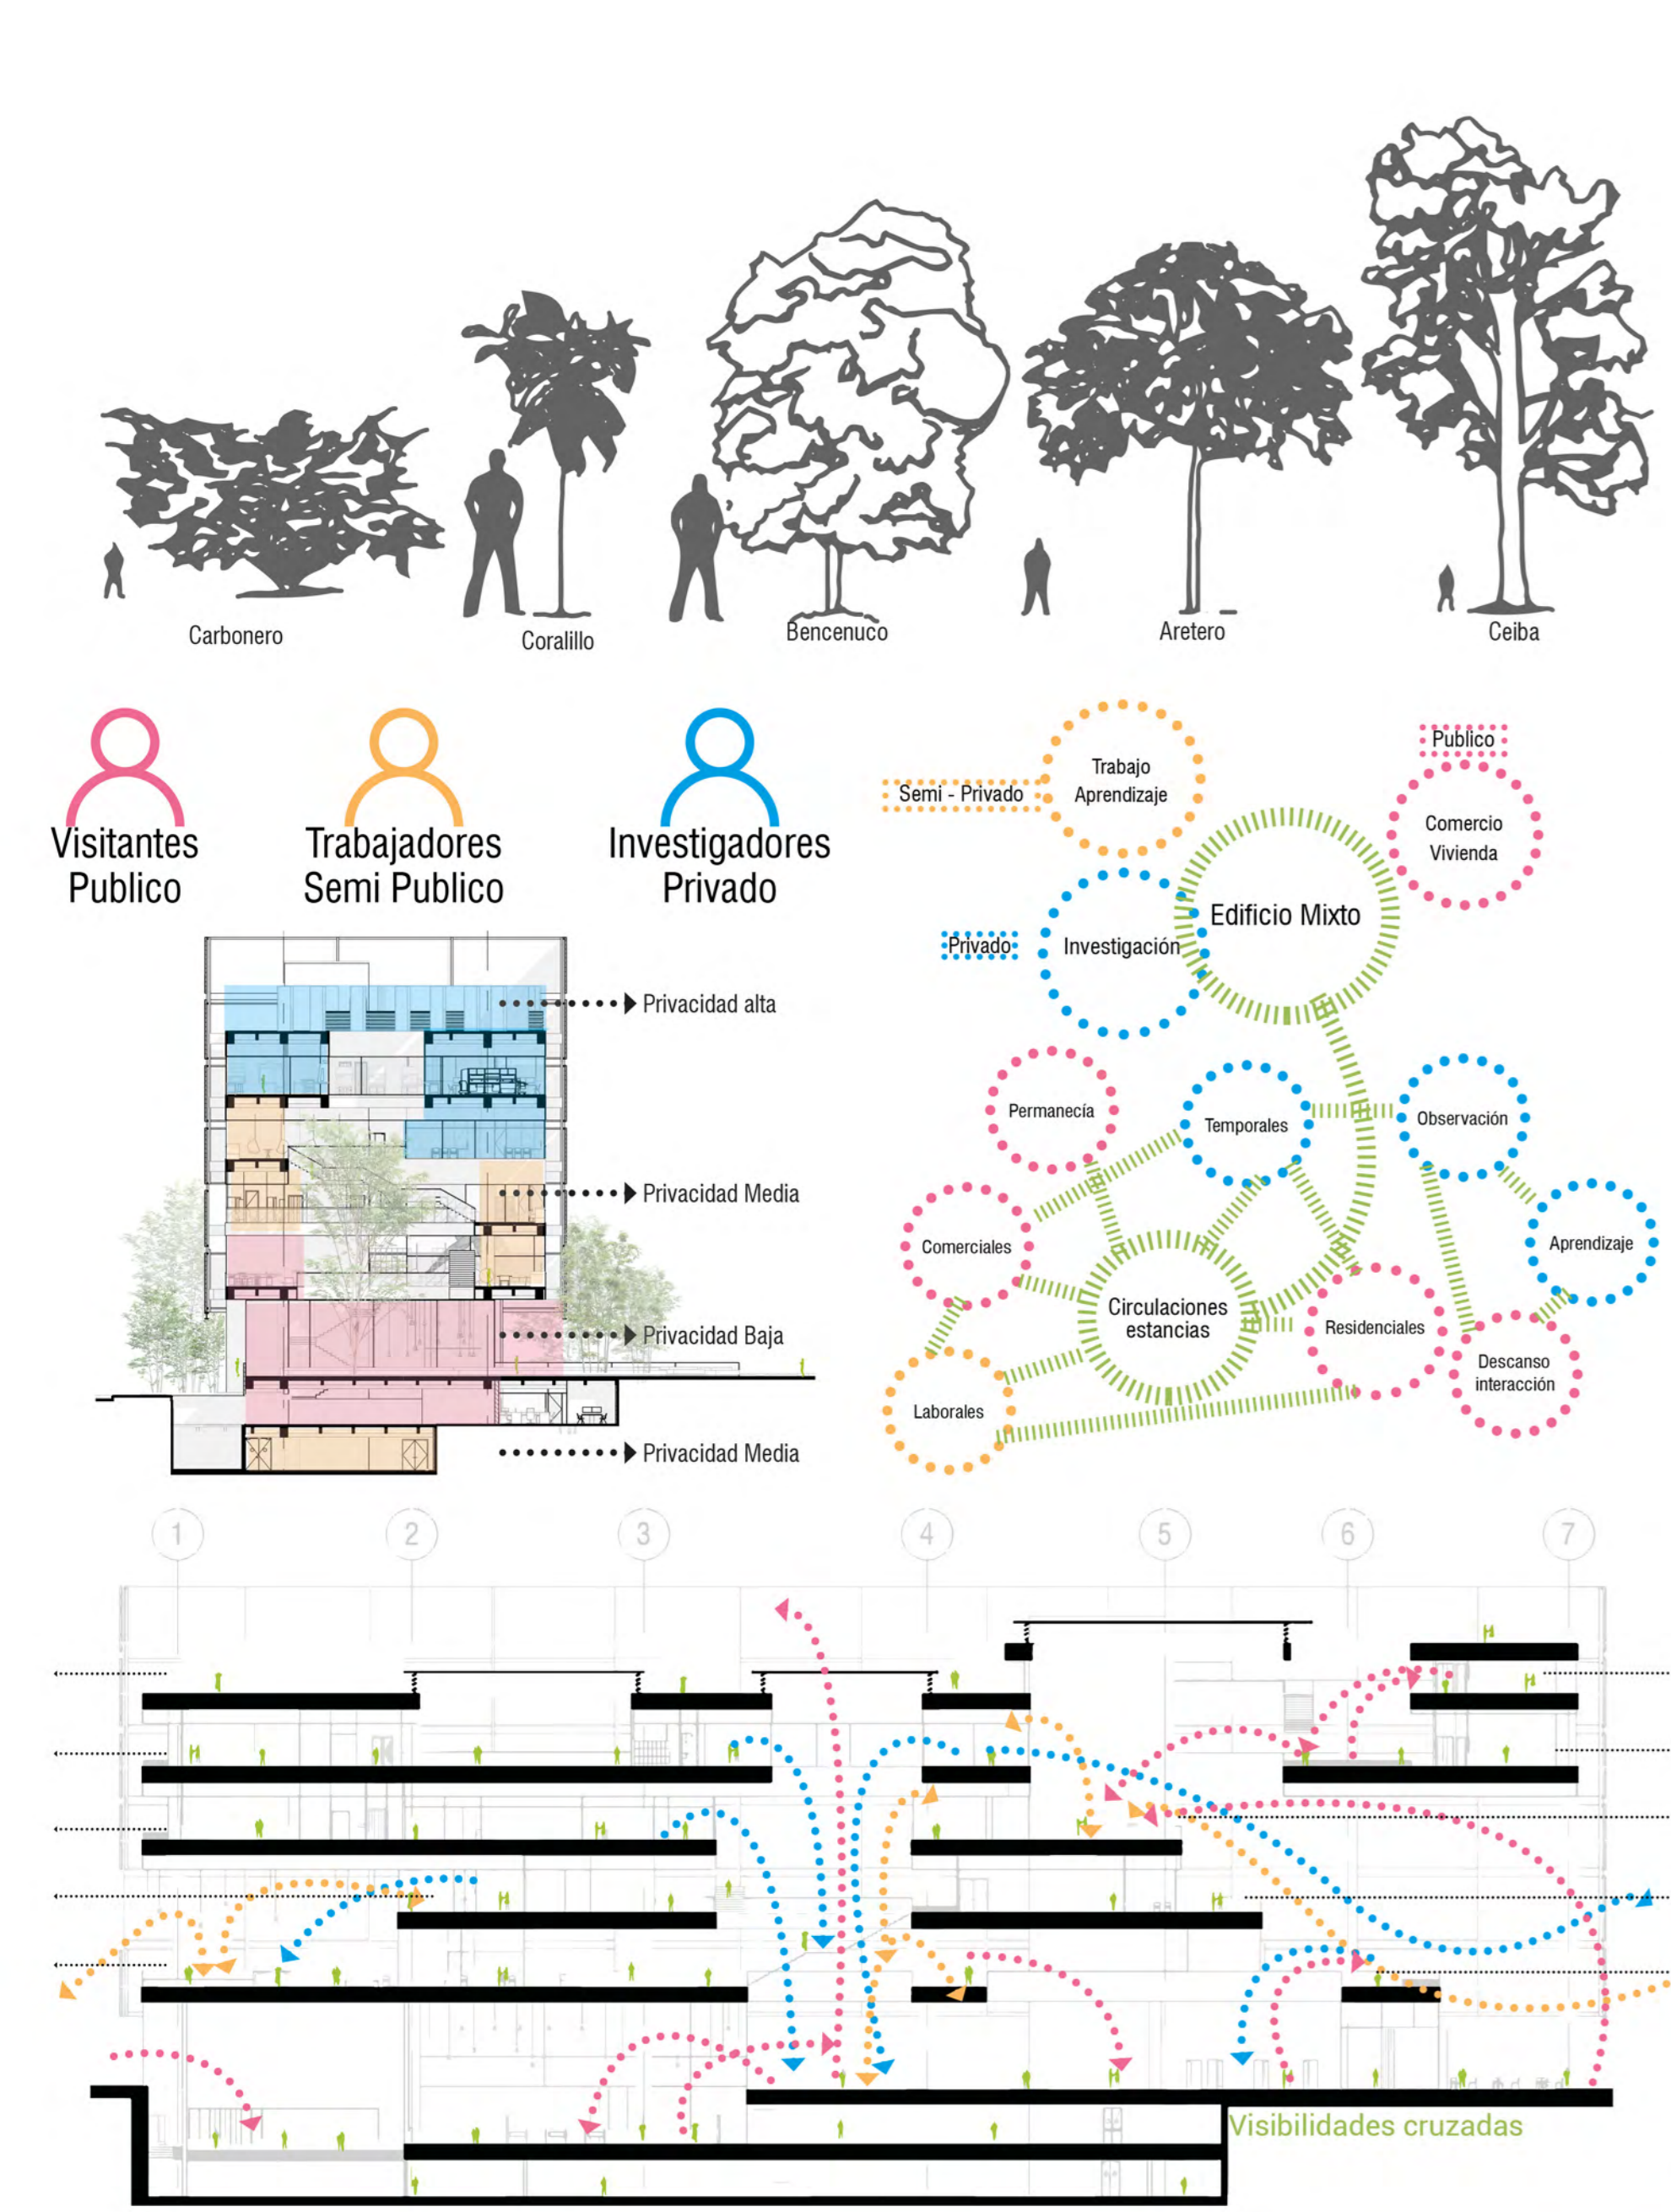 Carbonero
Coralillo
Bencenuco
Aretero
Ceiba
Visitantes
Publico
Trabajadores
Semi Publico
Investigadores
Privado
Privacidad alta
Privacidad Media
Privacidad Baja
Privacidad Media
Semi - Privado
Trabajo
Aprendizaje
Publico
Comercio
Vivienda
Edificio Mixto
Privado
Investigación
Permanecía
Temporales
Observación
Comerciales
Aprendizaje
Circulaciones
estancias
Residenciales
Descanso
interacción
Laborales
1
2
3
4
5
6
7
Visibilidades cruzadas